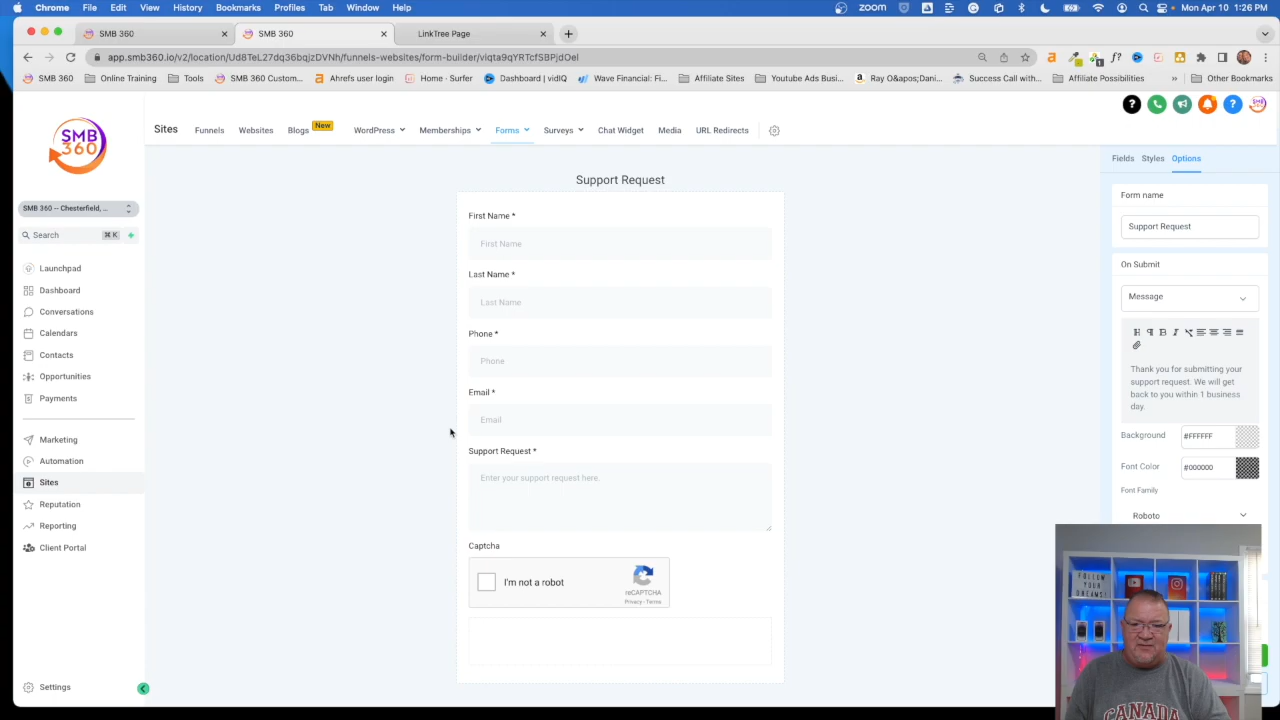 Chrome File Edit View History Bookmarks Profiles Tab Window Help
ZOOM
Mon Apr 10 1:26 PM
SMB 360
SMB 360
LinkTree Page
app.smb360.io/v2/location/Ud8TeL27dq36bqjzDVNh/funnels-websites/form-builder/viqta9qYRTcfSBPjdOel
SMB 360
Online Training
Tools
SMB 360 Custom...
Ahrefs user login
Home · Surfer
Dashboard | vidIQ
Wave Financial: Fi...
Affiliate Sites
Youtube Ads Busi...
Ray O&apos;Dani...
Success Call with...
Affiliate Possibilities
Other Bookmarks
SMB
360
Sites
Funnels
Websites
Blogs
New
WordPress
Memberships
Forms
Surveys
Chat Widget
Media
URL Redirects
SMB 360 -- Chesterfield, ...
Search
⌘ K
Launchpad
Dashboard
Conversations
Calendars
Contacts
Opportunities
Payments
Marketing
Automation
Sites
Reputation
Reporting
Client Portal
Settings
Support Request
First Name *
First Name
Last Name *
Last Name
Phone *
Phone
Email *
Email
Support Request *
Enter your support request here.
Captcha
I'm not a robot
reCAPTCHA
Privacy - Terms
Fields
Styles
Options
Form name
Support Request
On Submit
Message
Thank you for submitting your
support request. We will get
back to you within 1 business
day.
Background
#FFFFFF
Font Color
#000000
Font Family
Roboto
FOLLOW
YOUR
DREAMS!
CANADA